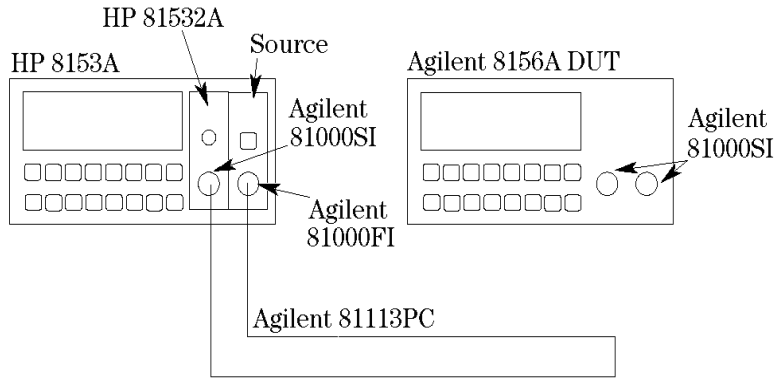 HP 81532A
Source
HP 8153A
Agilent 8156A DUT
Agilent
81000SI
Agilent
81000SI
Agilent
81000FI
Agilent 81113PC